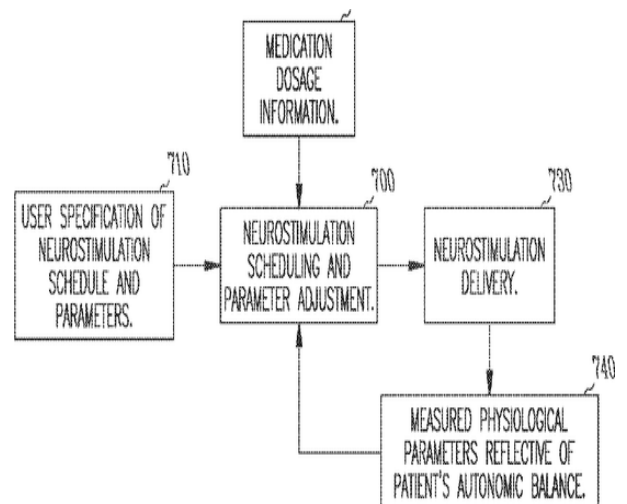 MEDICATION
DOSAGE
INFORMATION.
710
USER SPECIFICATION OF
NEUROSTIMULATION
SCHEDULE AND
PARAMETERS.
700
NEUROSTIMULATION
SCHEDULING AND
PARAMETER ADJUSTMENT.
730
NEUROSTIMULATION
DELIVERY.
740
MEASURED PHYSIOLOGICAL
PARAMETERS REFLECTIVE OF
PATIENT'S AUTONOMIC BALANCE.